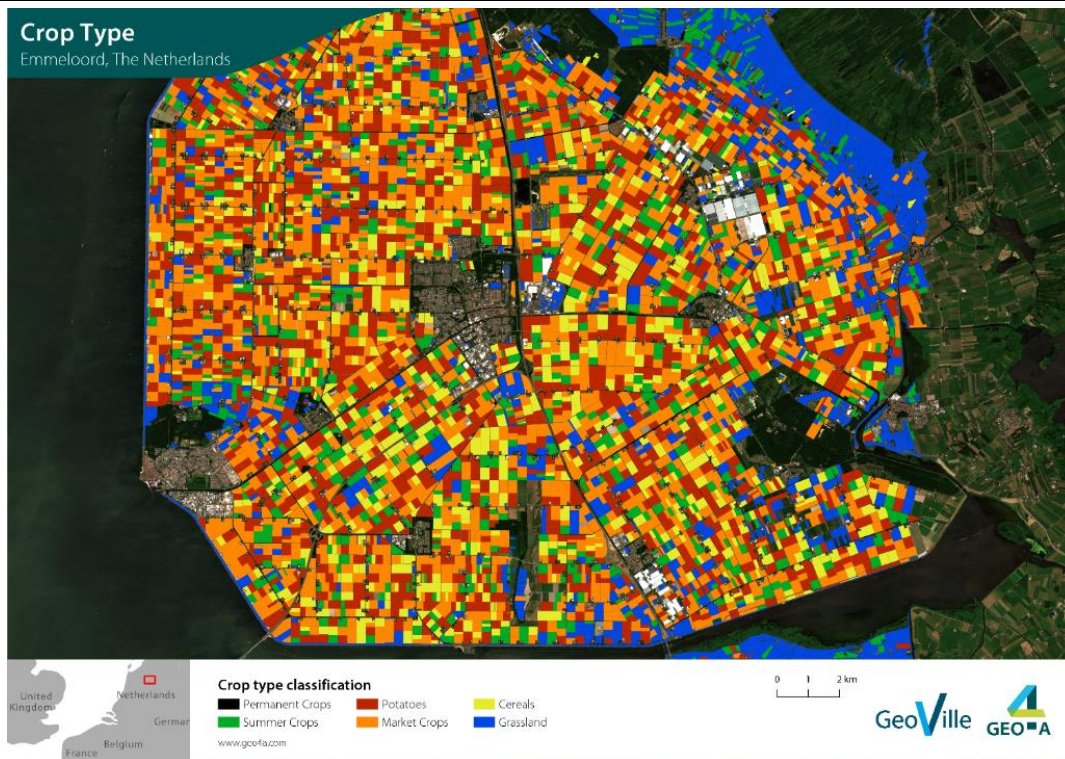 Crop Type
Emmeloord, The Netherlands
United
Kingdom
Netherlands
German
Belgium
France
Crop type classification
Permanent Crops
Potatoes
Cereals
Summer Crops
Market Crops
Grassland
www.geo4a.com
0 1 2 km
GeoVille
GEO4A